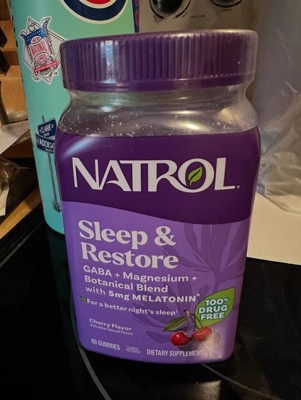 NATROL
Sleep &
Restore
GABA + Magnesium +
Botanical Blend
with 5mg MELATONIN*
For a better night's sleep†
100%
DRUG
FREE
Cherry Flavor
60 GUMMIES
DIETARY SUPPLEMENT